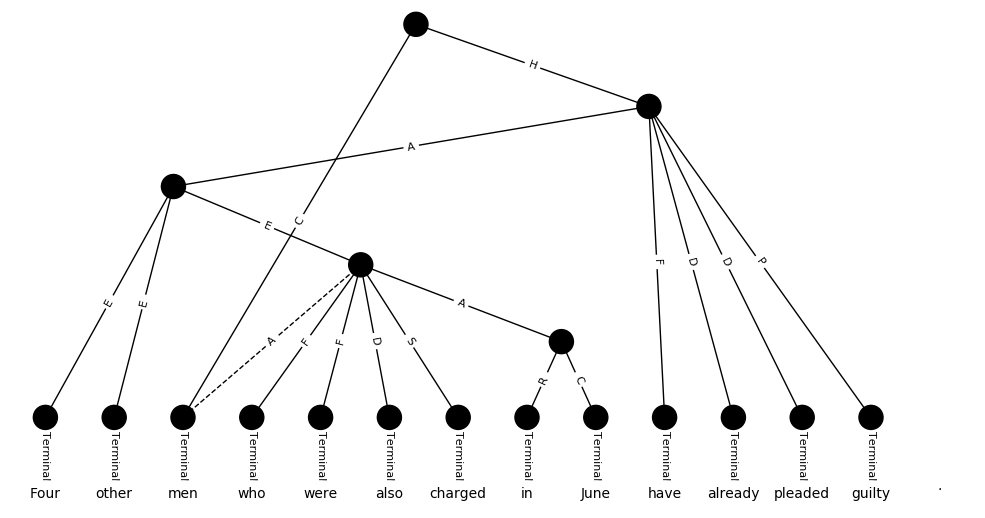 H
A
C
E
E
E
A
A
F
F
D
S
R
C
F
D
D
P
Terminal Terminal Terminal Terminal Terminal Terminal Terminal Terminal Terminal Terminal Terminal Terminal Terminal
Four other men who were also charged in June have already pleaded guilty .